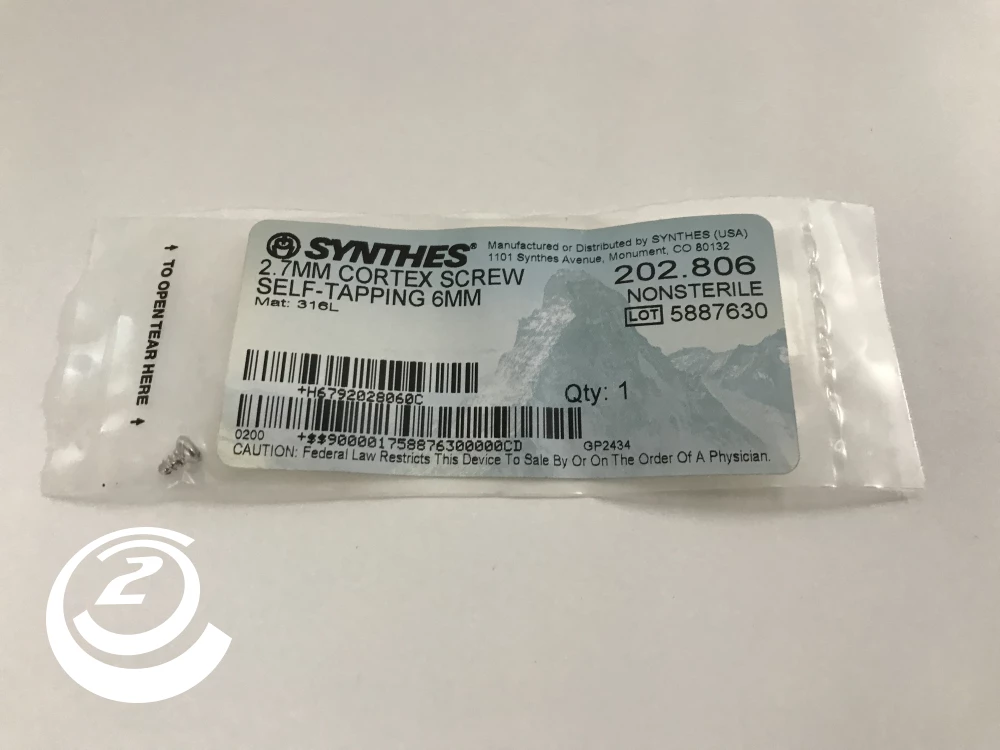 ↑ TO OPEN TEAR HERE ↑
SYNTHES®
Manufactured or Distributed by SYNTHES (USA)
1101 Synthes Avenue, Monument, CO 80132
2.7MM CORTEX SCREW
SELF-TAPPING 6MM
Mat: 316L
202.806
NONSTERILE
LOT 5887630
+H6792028060C
Qty: 1
0200
+$$900001758876300000CD
GP2434
CAUTION: Federal Law Restricts This Device To Sale By Or On The Order Of A Physician.
2